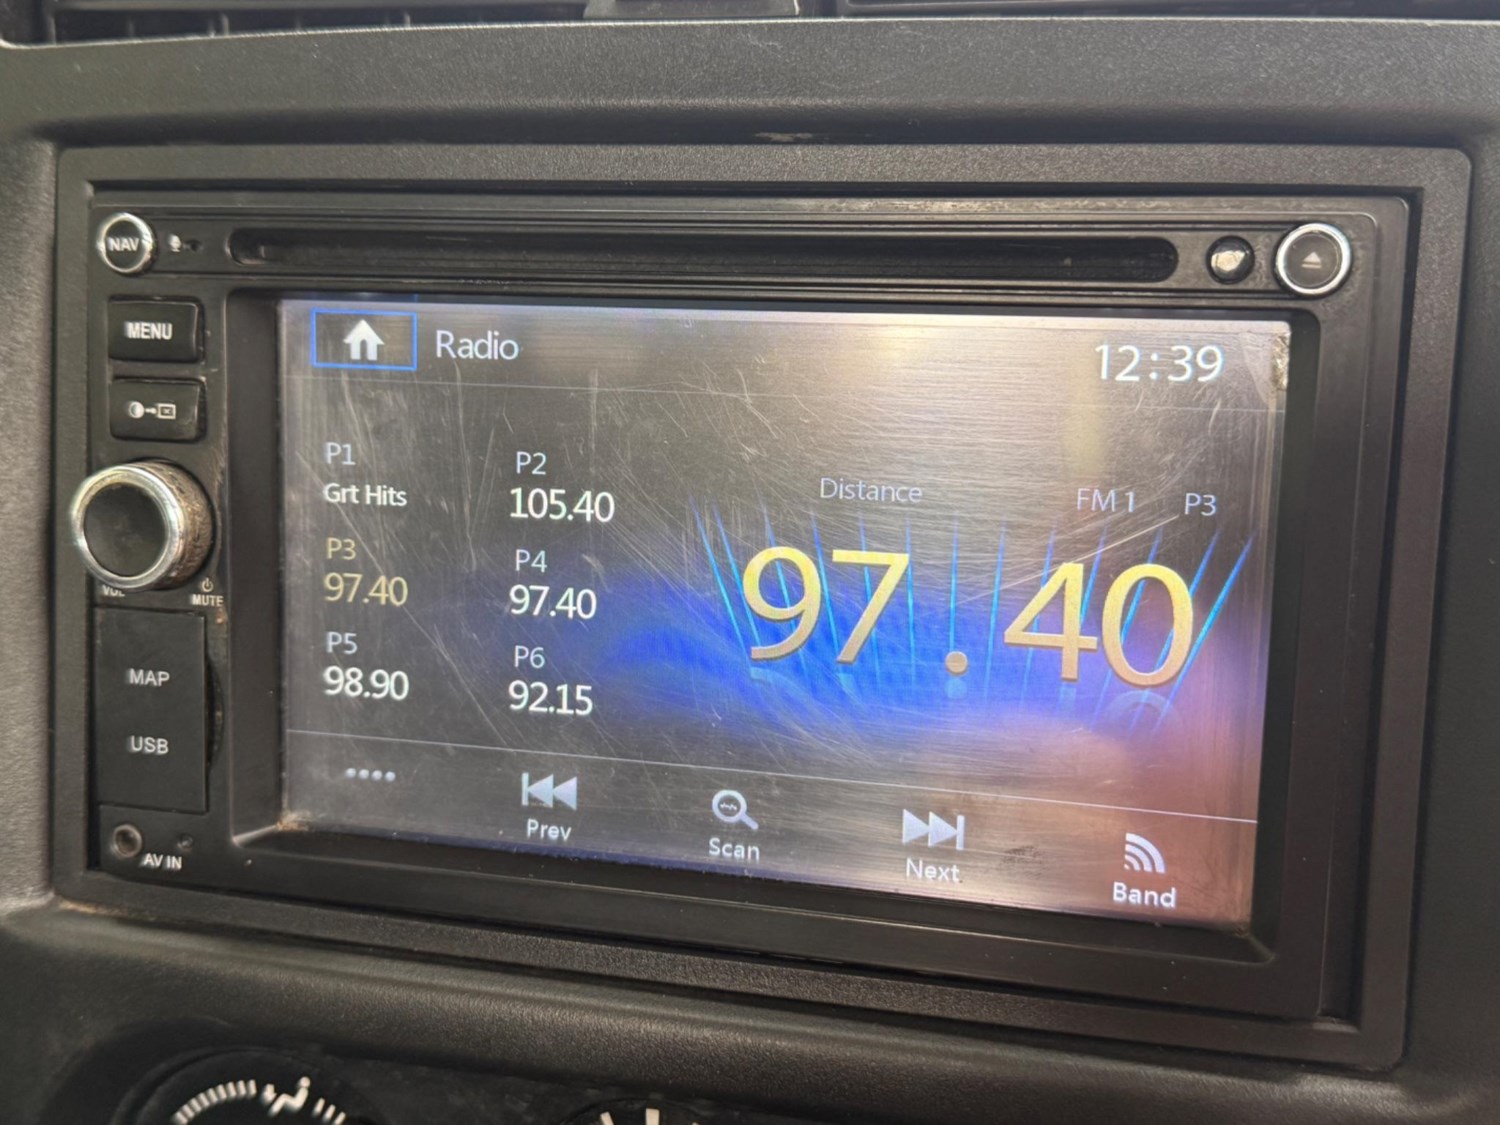 NAV
MENU
VOL
MUTE
MAP
USB
AV IN
Radio
12:39
P1
Grt Hits
P2
105.40
P3
97.40
P4
97.40
P5
98.90
P6
92.15
Distance
FM 1
P3
97.40
Prev
Scan
Next
Band